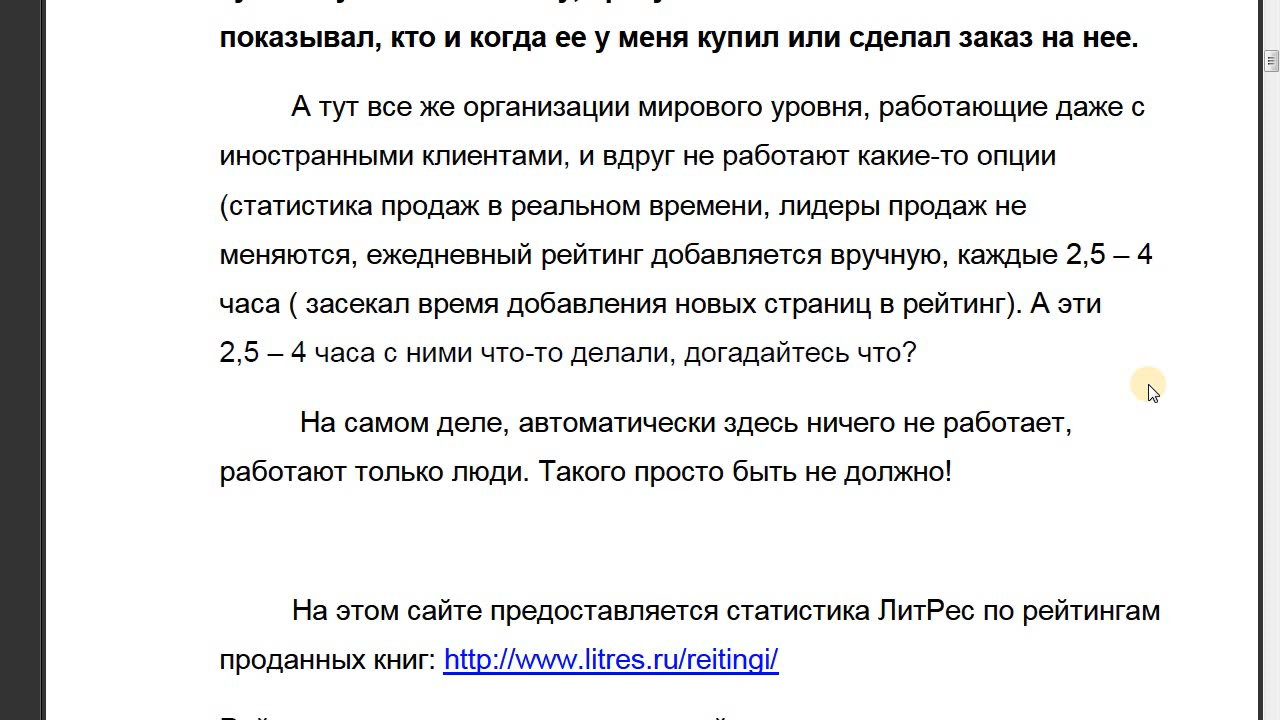 показывал, кто и когда ее у меня купил или сделал заказ на нее.
А тут все же организации мирового уровня, работающие даже с
иностранными клиентами, и вдруг не работают какие-то опции
(статистика продаж в реальном времени, лидеры продаж не
меняются, ежедневный рейтинг добавляется вручную, каждые 2,5 – 4
часа ( засекал время добавления новых страниц в рейтинг). А эти
2,5 – 4 часа с ними что-то делали, догадайтесь что?
На самом деле, автоматически здесь ничего не работает,
работают только люди. Такого просто быть не должно!
На этом сайте предоставляется статистика ЛитРес по рейтингам
проданных книг: http://www.litres.ru/reitingi/